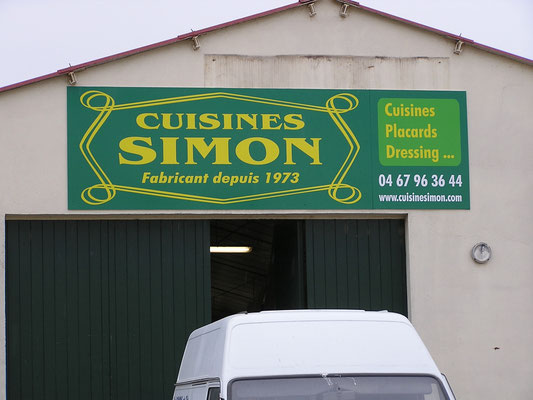 CUISINES
SIMON
Fabricant depuis 1973
Cuisines
Placards
Dressing ...
04 67 96 36 44
www.cuisinesimon.com